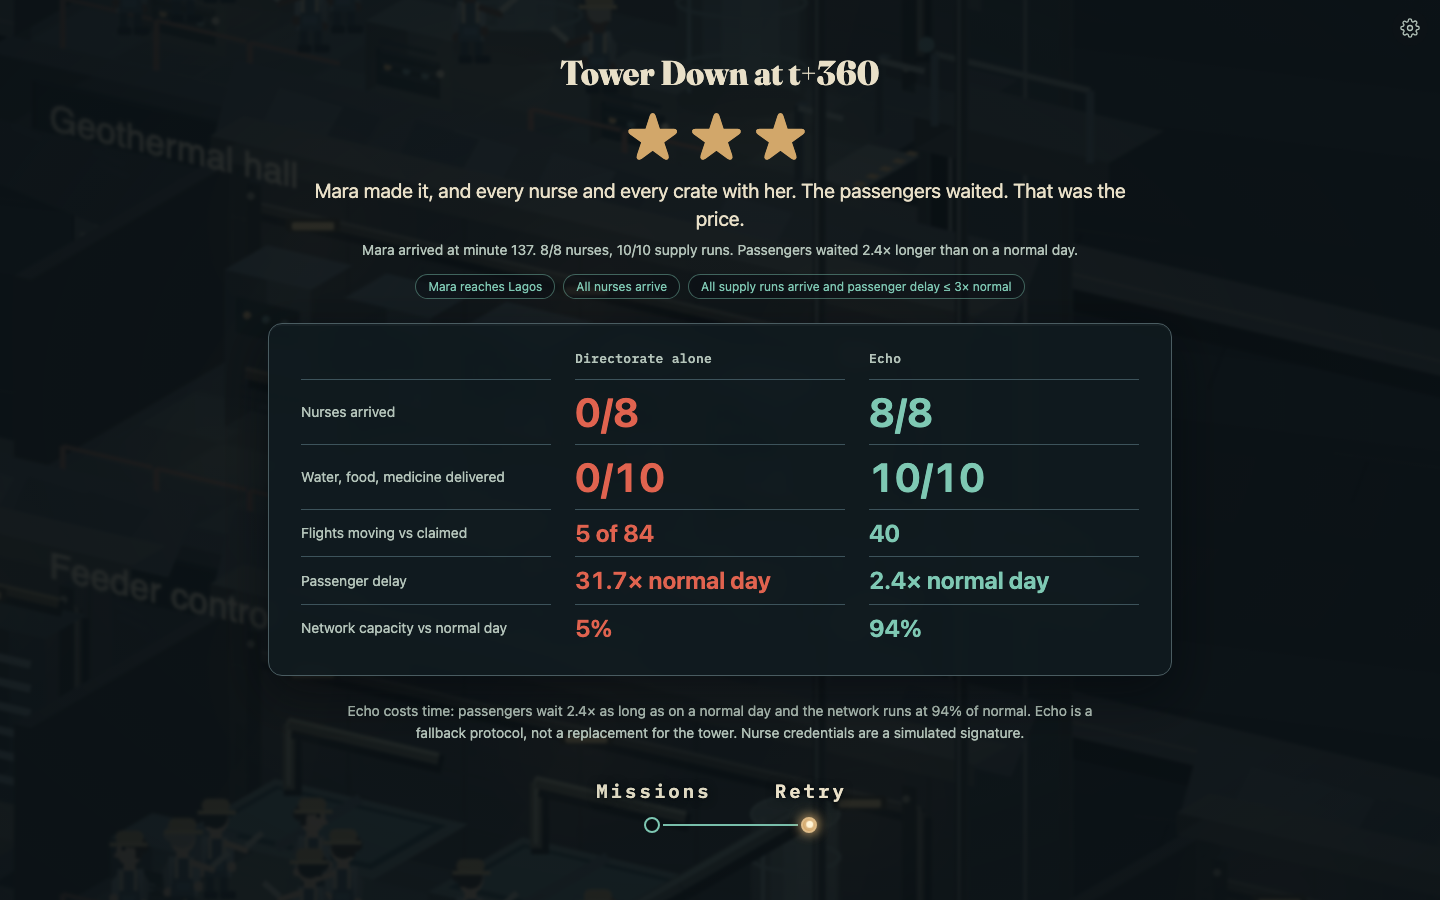 Tower Down at t+360
Geothermal hall
Mara made it, and every nurse and every crate with her. The passengers waited. That was the
price.
Mara arrived at minute 137. 8/8 nurses, 10/10 supply runs. Passengers waited 2.4× longer than on a normal day.
Mara reaches Lagos
All nurses arrive
All supply runs arrive and passenger delay ≤ 3× normal
Directorate alone
Echo
Nurses arrived
0/8
8/8
Water, food, medicine delivered
0/10
10/10
Flights moving vs claimed
5 of 84
40
Feeder contro
Passenger delay
31.7× normal day
2.4× normal day
Network capacity vs normal day
5%
94%
Echo costs time: passengers wait 2.4× as long as on a normal day and the network runs at 94% of normal. Echo is a
fallback protocol, not a replacement for the tower. Nurse credentials are a simulated signature.
Missions
Retry